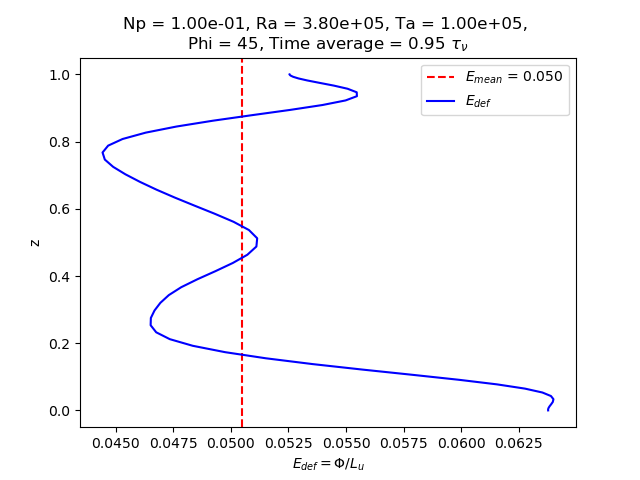 Np = 1.00e-01, Ra = 3.80e+05, Ta = 1.00e+05,
Phi = 45, Time average = 0.95 τν
E_mean = 0.050
E_def
1.0
0.8
0.6
0.4
0.2
0.0
z
0.0450 0.0475 0.0500 0.0525 0.0550 0.0575 0.0600 0.0625
E_def = Φ/L_u